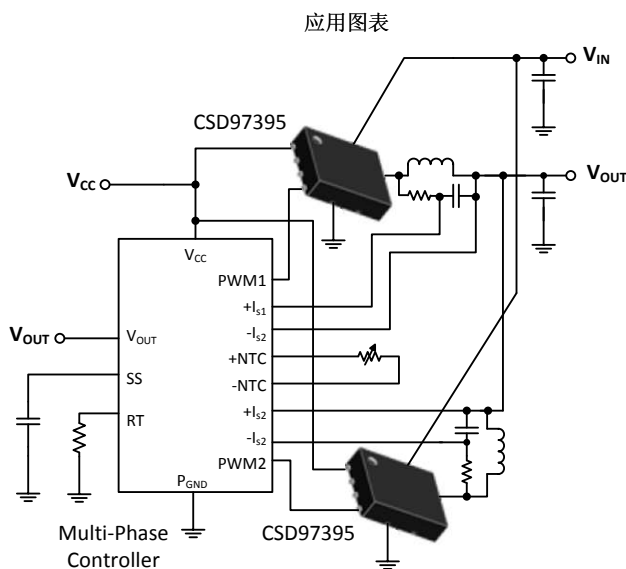 应用图表
V_IN
CSD97395
V_CC
V_OUT
V_CC
PWM1
+I_s1
-I_s2
V_OUT
V_OUT
+NTC
SS
-NTC
RT
+I_s2
-I_s2
PWM2
P_GND
CSD97395
Multi-Phase
Controller